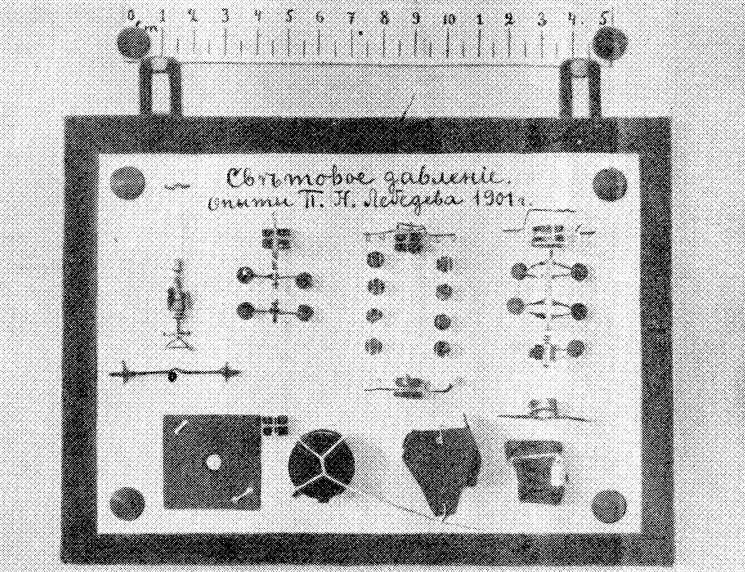 0 1 2 3 4 5 6 7 8 9 10 1 2 3 4 5
cm
Свѣтовое давленіе.
опыты П. Н. Лебедева 1901 г.